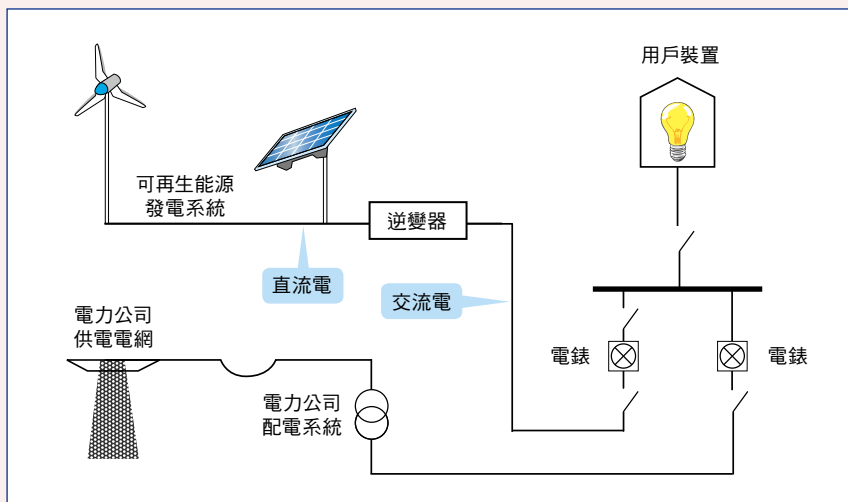 用戶裝置
可再生能源
發電系統
逆變器
直流電
交流電
電力公司
供電電網
電錶
電錶
電力公司
配電系統